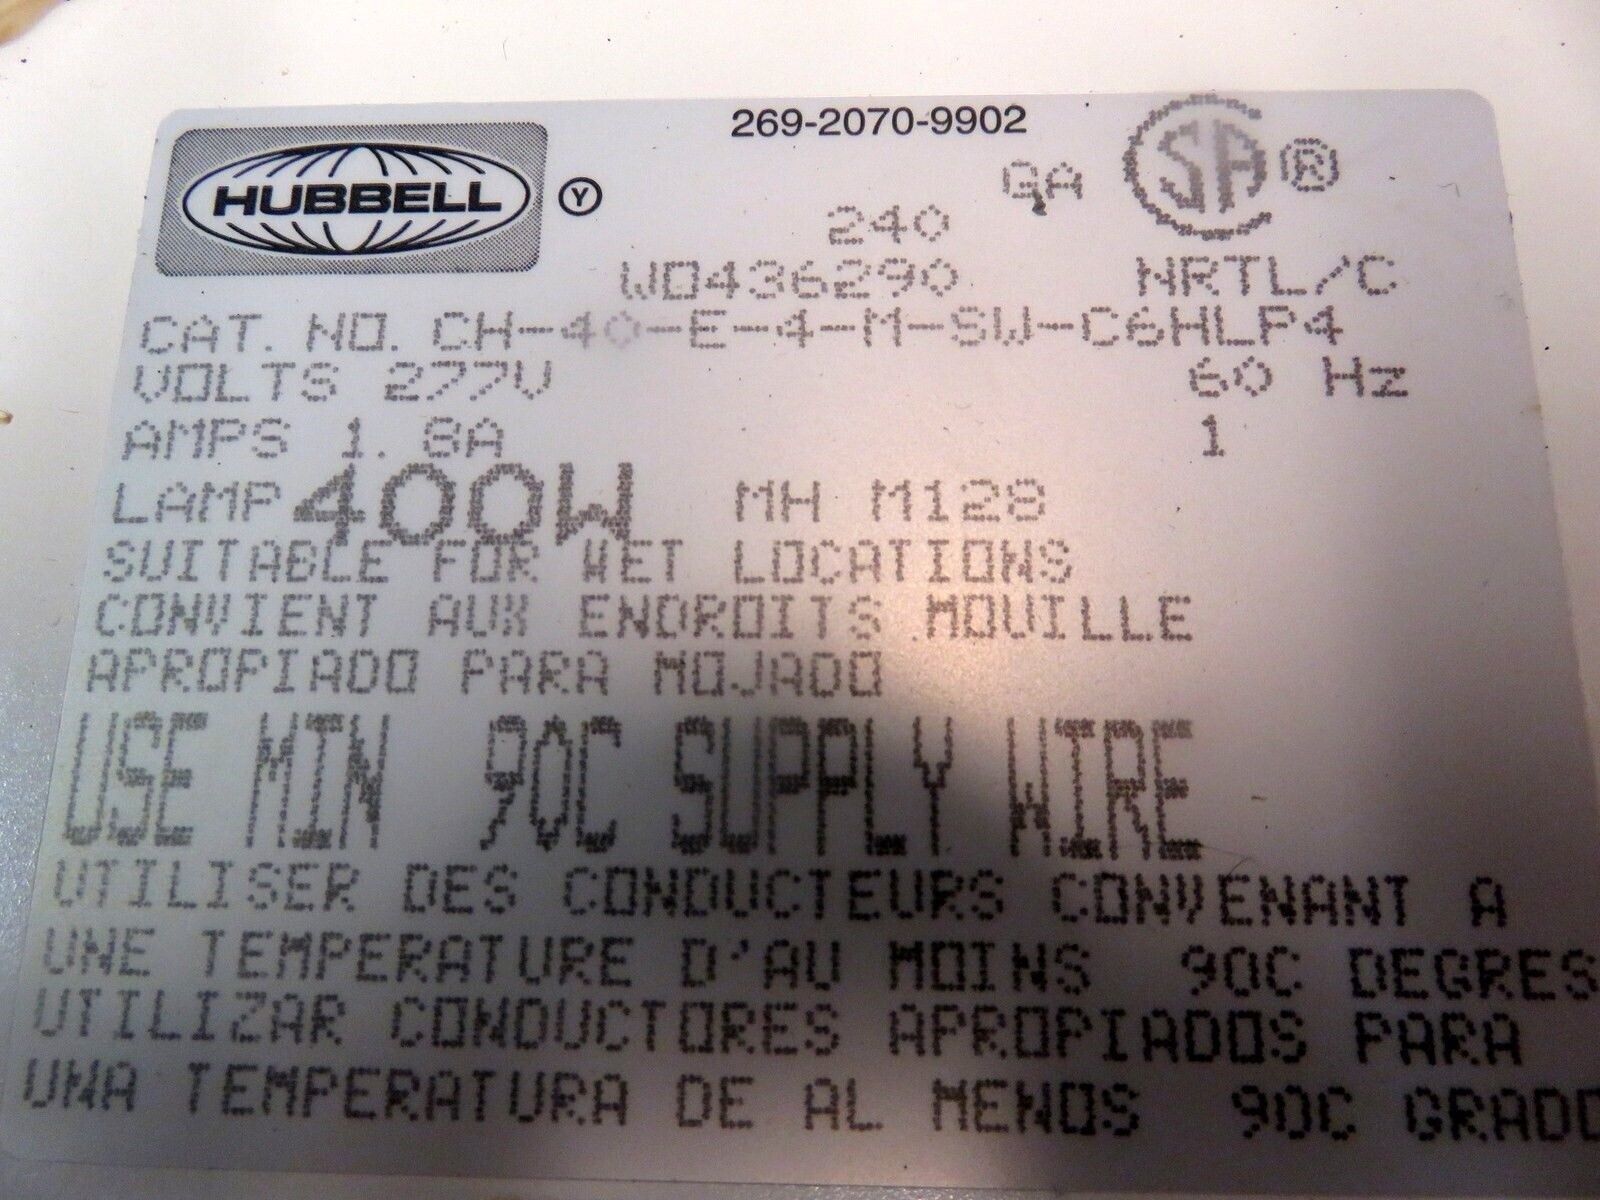 269-2070-9902
HUBBELL Y
QA SA ®
240
WO436290 NRTL/C
CAT. NO. CH-40-E-4-M-SW-C6HLP4
VOLTS 277V 60 Hz
AMPS 1.8A 1
LAMP 400W MH M128
SUITABLE FOR WET LOCATIONS
CONVIENT AUX ENDROITS MOUILLE
APROPIADO PARA MOJADO
USE MIN 90C SUPPLY WIRE
UTILISER DES CONDUCTEURS CONVENANT A
UNE TEMPERATURE D'AU MOINS 90C DEGRES
UTILIZAR CONDUCTORES APROPIADOS PARA
UNA TEMPERATURA DE AL MENOS 90C GRADO